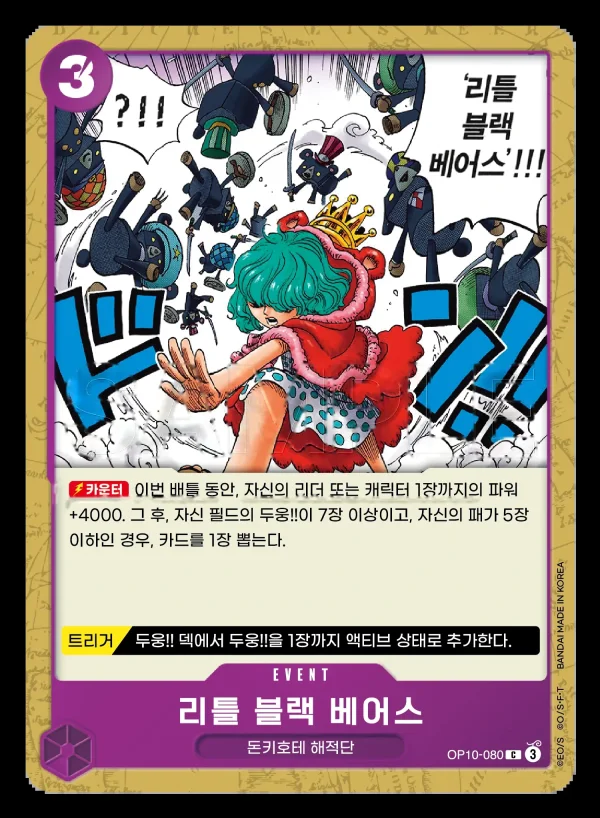 3
?!!
'리틀
블랙
베어스'!!!
ド
ン!!
SAMPLE
카운터 이번 배틀 동안, 자신의 리더 또는 캐릭터 1장까지의 파워
+4000. 그 후, 자신 필드의 두웅!!이 7장 이상이고, 자신의 패가 5장
이하인 경우, 카드를 1장 뽑는다.
트리거 두웅!! 덱에서 두웅!!을 1장까지 액티브 상태로 추가한다.
EVENT
리틀 블랙 베어스
돈키호테 해적단
OP10-080 C 3
©EO/S ©O/S·F·T BANDAI MADE IN KOREA